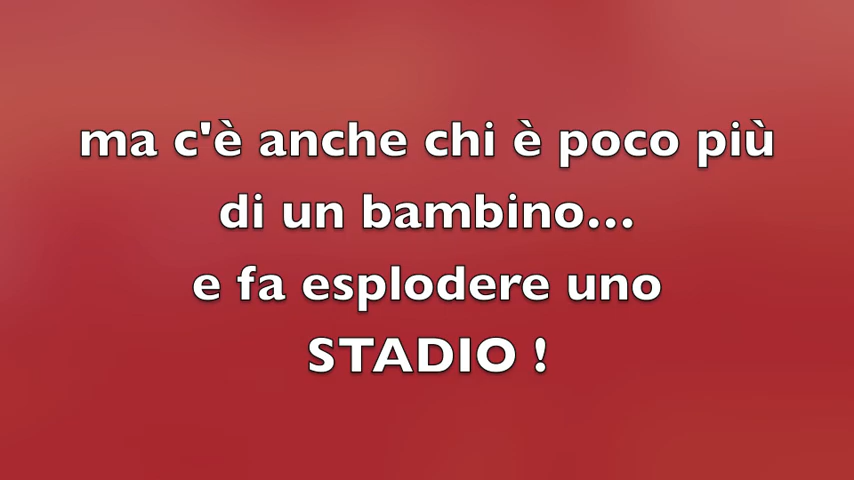 ma c'è anche chi è poco più
di un bambino...
e fa esplodere uno
STADIO !